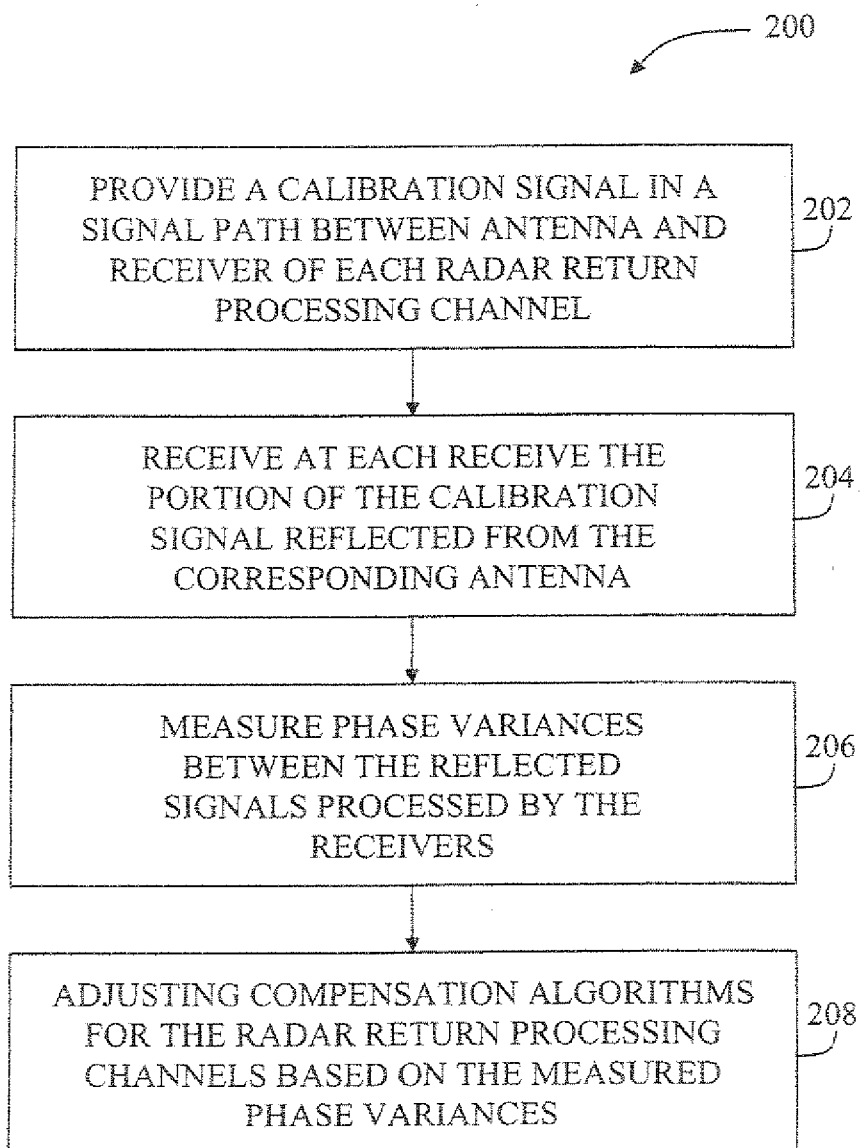 200
PROVIDE A CALIBRATION SIGNAL IN A
SIGNAL PATH BETWEEN ANTENNA AND
RECEIVER OF EACH RADAR RETURN
PROCESSING CHANNEL
202
RECEIVE AT EACH RECEIVE THE
PORTION OF THE CALIBRATION
SIGNAL REFLECTED FROM THE
CORRESPONDING ANTENNA
204
MEASURE PHASE VARIANCES
BETWEEN THE REFLECTED
SIGNALS PROCESSED BY THE
RECEIVERS
206
ADJUSTING COMPENSATION ALGORITHMS
FOR THE RADAR RETURN PROCESSING
CHANNELS BASED ON THE MEASURED
PHASE VARIANCES
208